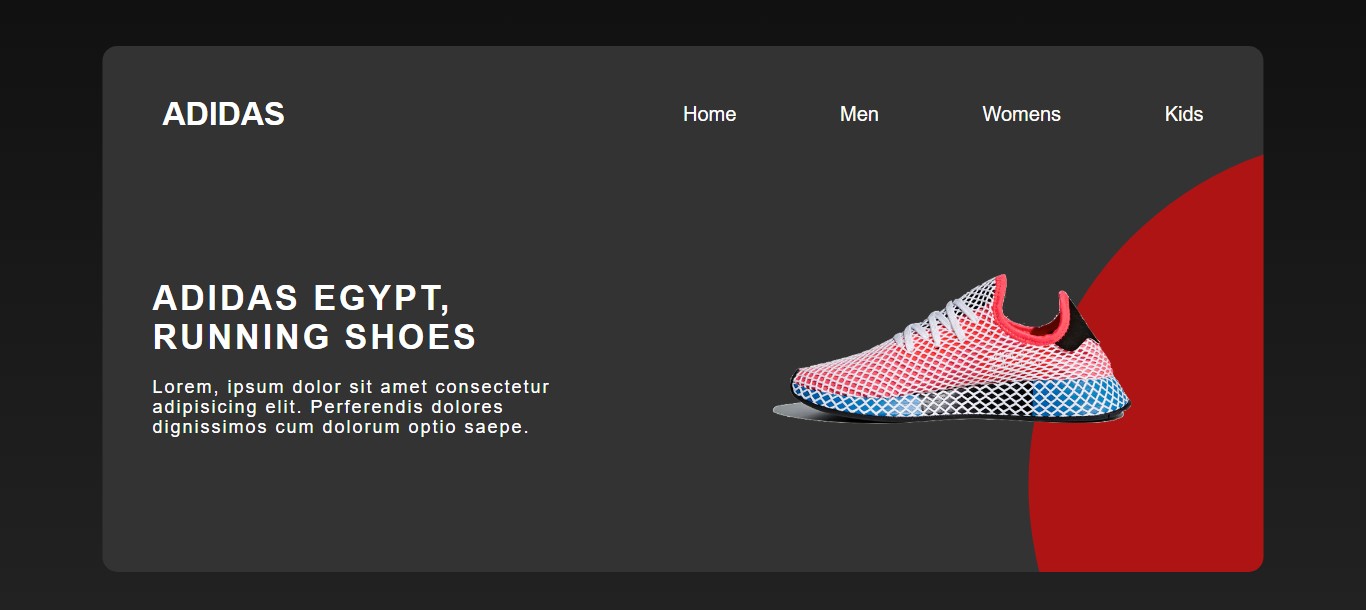 ADIDAS
Home
Men
Womens
Kids
ADIDAS EGYPT,
RUNNING SHOES
Lorem, ipsum dolor sit amet consectetur
adipisicing elit. Perferendis dolores
dignissimos cum dolorum optio saepe.